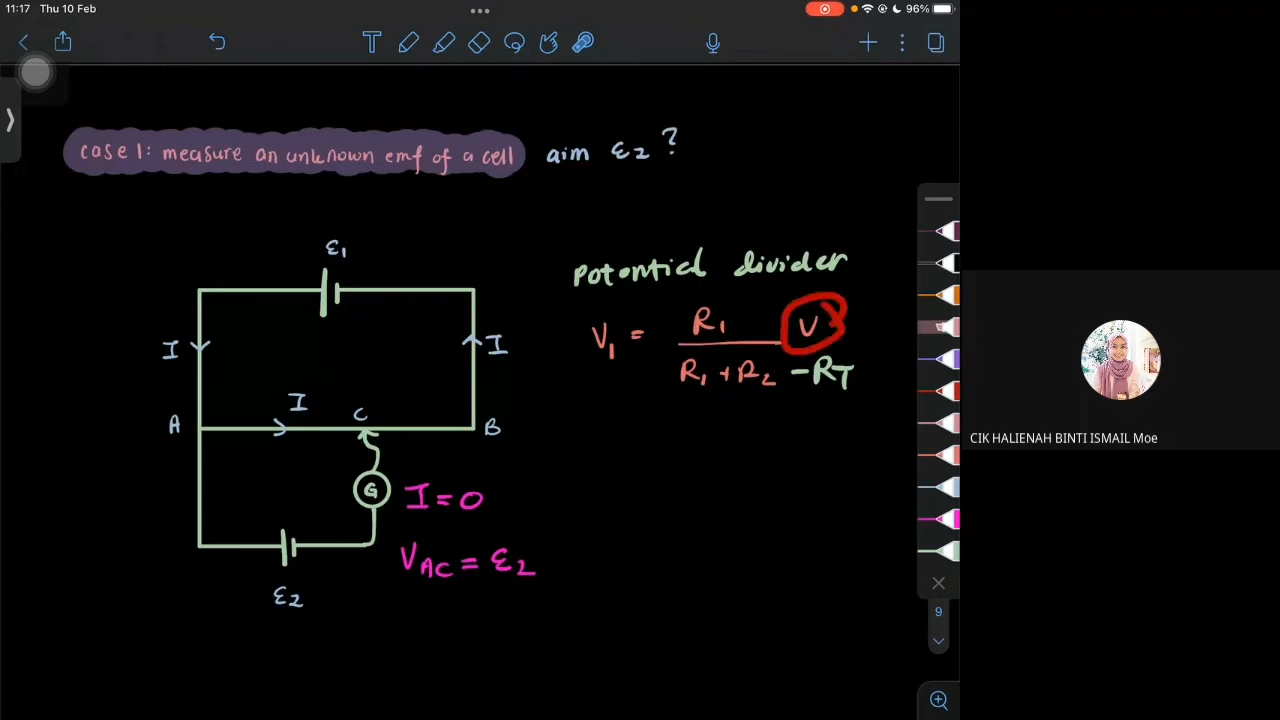 11:17 Thu 10 Feb
96%
case 1: measure an unknown emf of a cell aim ε2 ?
ε1
Potential divider
V1 = R1 V
R1 + R2 - RT
I
I
I
C
A
B
G
I = 0
VAC = ε2
ε2
9
CIK HALIENAH BINTI ISMAIL Moe